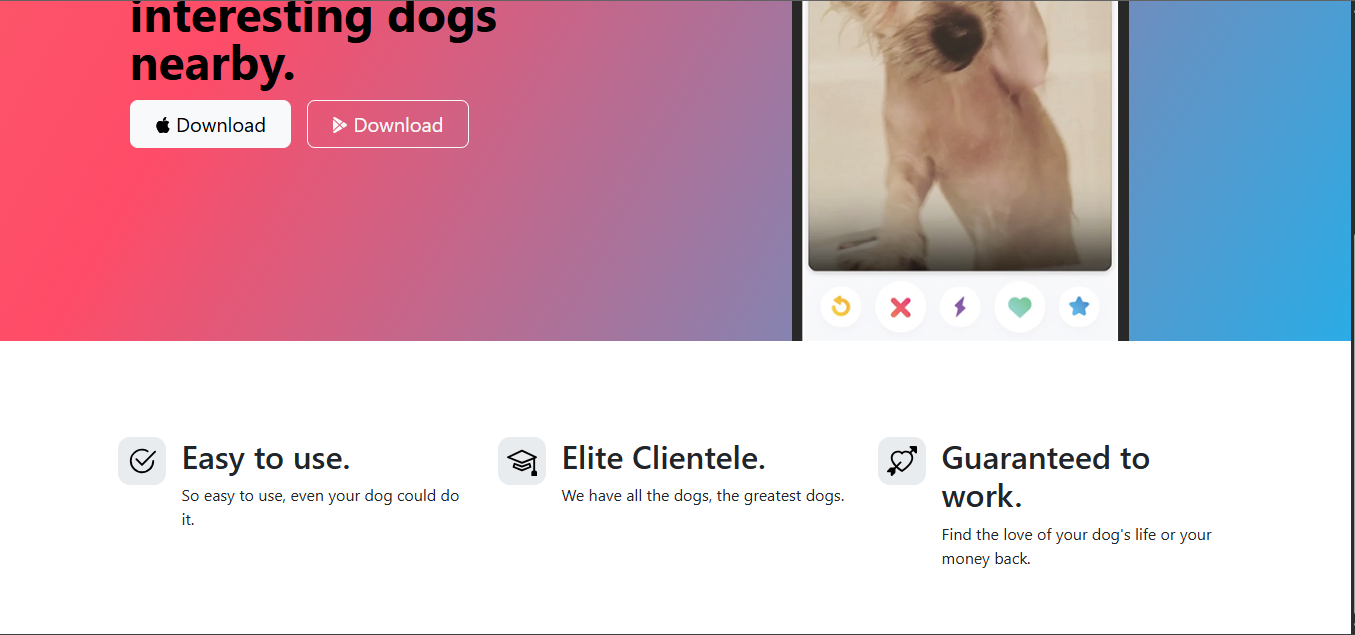 interesting dogs
nearby.
Download
Download
Easy to use.
So easy to use, even your dog could do
it.
Elite Clientele.
We have all the dogs, the greatest dogs.
Guaranteed to
work.
Find the love of your dog's life or your
money back.